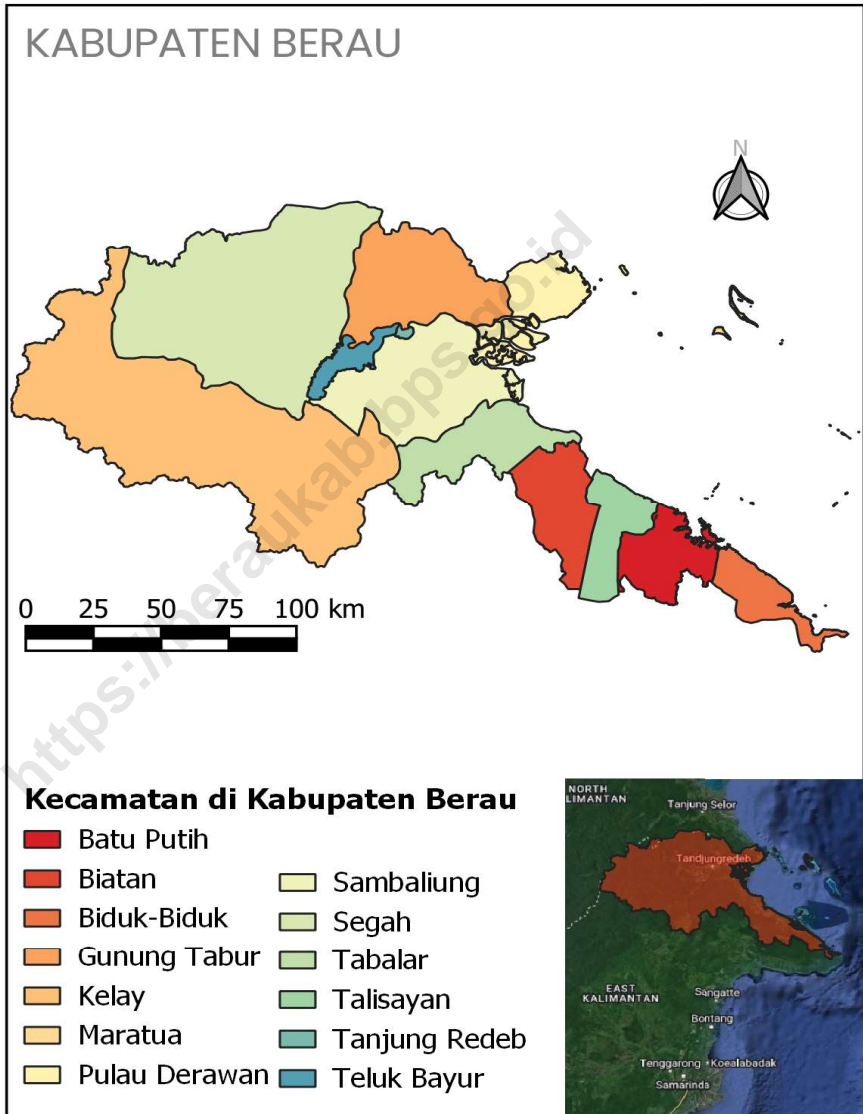 KABUPATEN BERAU
N
https://beraukab.bps.go.id
0 25 50 75 100 km
Kecamatan di Kabupaten Berau
Batu Putih
Biatan
Biduk-Biduk
Gunung Tabur
Kelay
Maratua
Pulau Derawan
Sambaliung
Segah
Tabalar
Talisayan
Tanjung Redeb
Teluk Bayur
NORTH
LIMANTAN
Tanjung Selor
Tandjungredeh
EAST
KALIMANTAN
Sangatte
Bontang
Tenggarong
Koealabadak
Samarinda